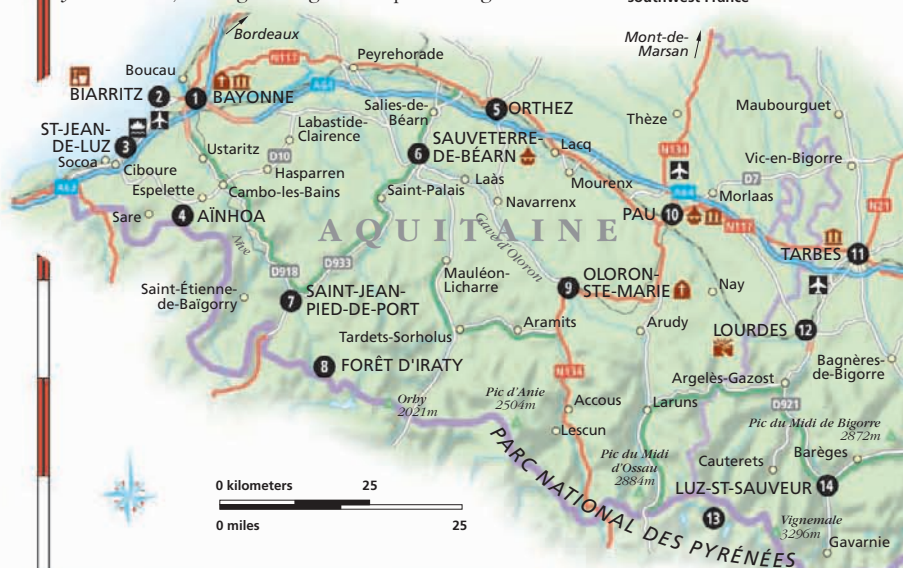 southwest France
Bordeaux
Mont-de-
Marsan
Peyrehorade
N117
Boucau
A64
BIARRITZ
2
1
BAYONNE
Salies-de-
Béarn
5
ORTHEZ
Thèze
Maubourguet
ST-JEAN-
DE-LUZ
3
Labastide-
Clairence
SAUVETERRE-
DE-BÉARN
6
Lacq
N134
Vic-en-Bigorre
Socoa
Ciboure
Ustaritz
D10
Hasparren
Laàs
Mourenx
A64
D7
Morlaas
A63
Espelette
Cambo-les-Bains
Saint-Palais
Navarrenx
N21
Sare
4
AÏNHOA
PAU
10
N117
AQUITAINE
Nive
Gave d'Oloron
TARBES
11
D918
D933
Mauléon-
Licharre
9
OLORON-
STE-MARIE
Nay
Saint-Étienne-
de-Baïgorry
7
SAINT-JEAN-
PIED-DE-PORT
Tardets-Sorholus
Aramits
Arudy
LOURDES
12
8
FORÊT D'IRATY
N134
Argelès-Gazost
Bagnères-
de-Bigorre
Orby
2021m
Pic d'Anie
2504m
Accous
Laruns
D921
Lescun
Pic du Midi de Bigorre
2872m
Pic du Midi
d'Ossau
2884m
Cauterets
Barèges
0 kilometers
25
LUZ-ST-SAUVEUR
14
13
0 miles
25
Vignemale
3296m
Gavarnie
PARC NATIONAL DES PYRÉNÉES